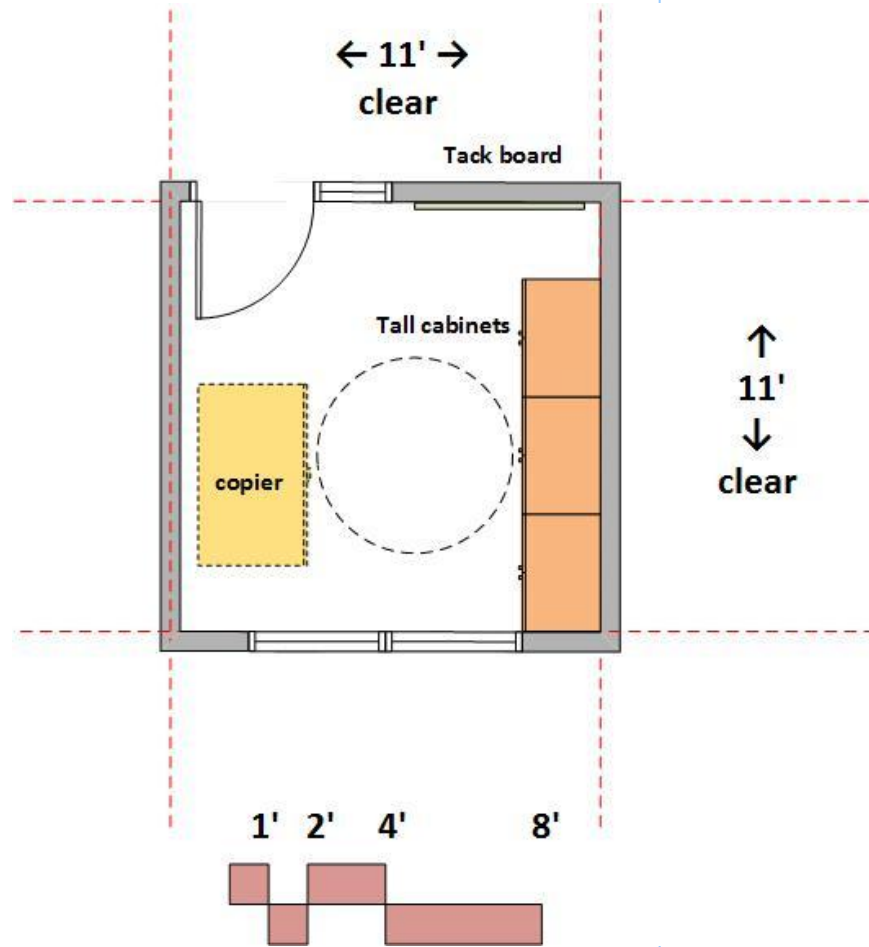 ← 11' →
clear
Tack board
Tall cabinets
↑
11'
↓
clear
copier
1' 2' 4' 8'